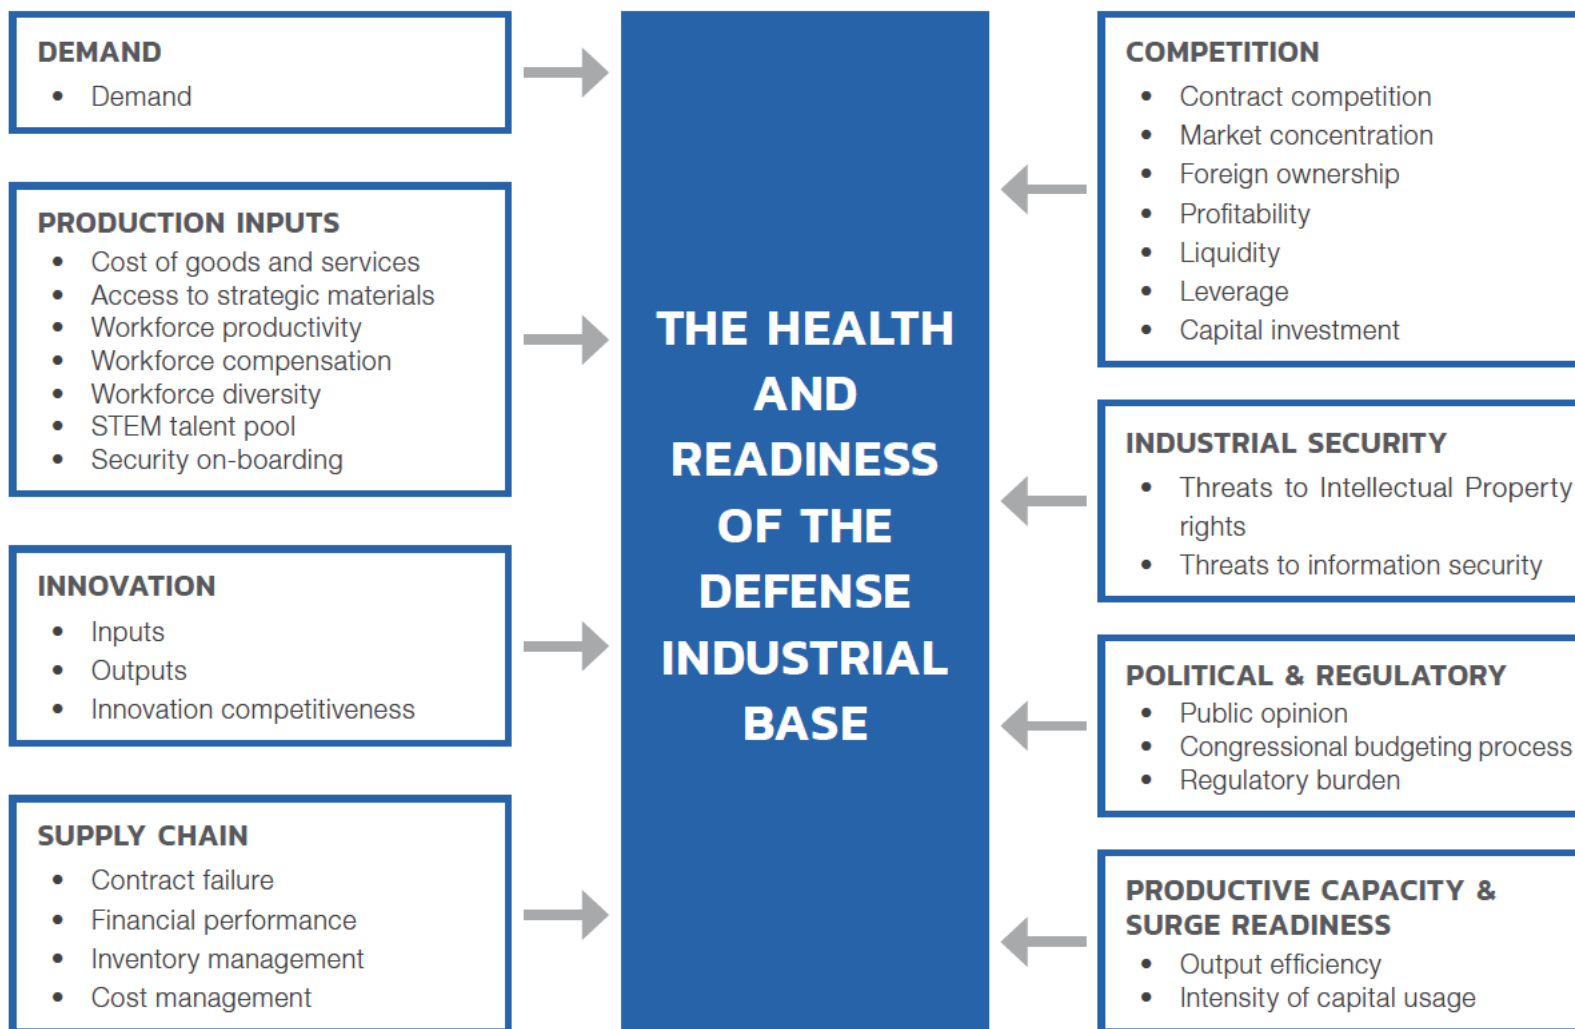 DEMAND
• Demand
PRODUCTION INPUTS
• Cost of goods and services
• Access to strategic materials
• Workforce productivity
• Workforce compensation
• Workforce diversity
• STEM talent pool
• Security on-boarding
INNOVATION
• Inputs
• Outputs
• Innovation competitiveness
SUPPLY CHAIN
• Contract failure
• Financial performance
• Inventory management
• Cost management
THE HEALTH
AND
READINESS
OF THE
DEFENSE
INDUSTRIAL
BASE
COMPETITION
• Contract competition
• Market concentration
• Foreign ownership
• Profitability
• Liquidity
• Leverage
• Capital investment
INDUSTRIAL SECURITY
• Threats to Intellectual Property
rights
• Threats to information security
POLITICAL & REGULATORY
• Public opinion
• Congressional budgeting process
• Regulatory burden
PRODUCTIVE CAPACITY &
SURGE READINESS
• Output efficiency
• Intensity of capital usage